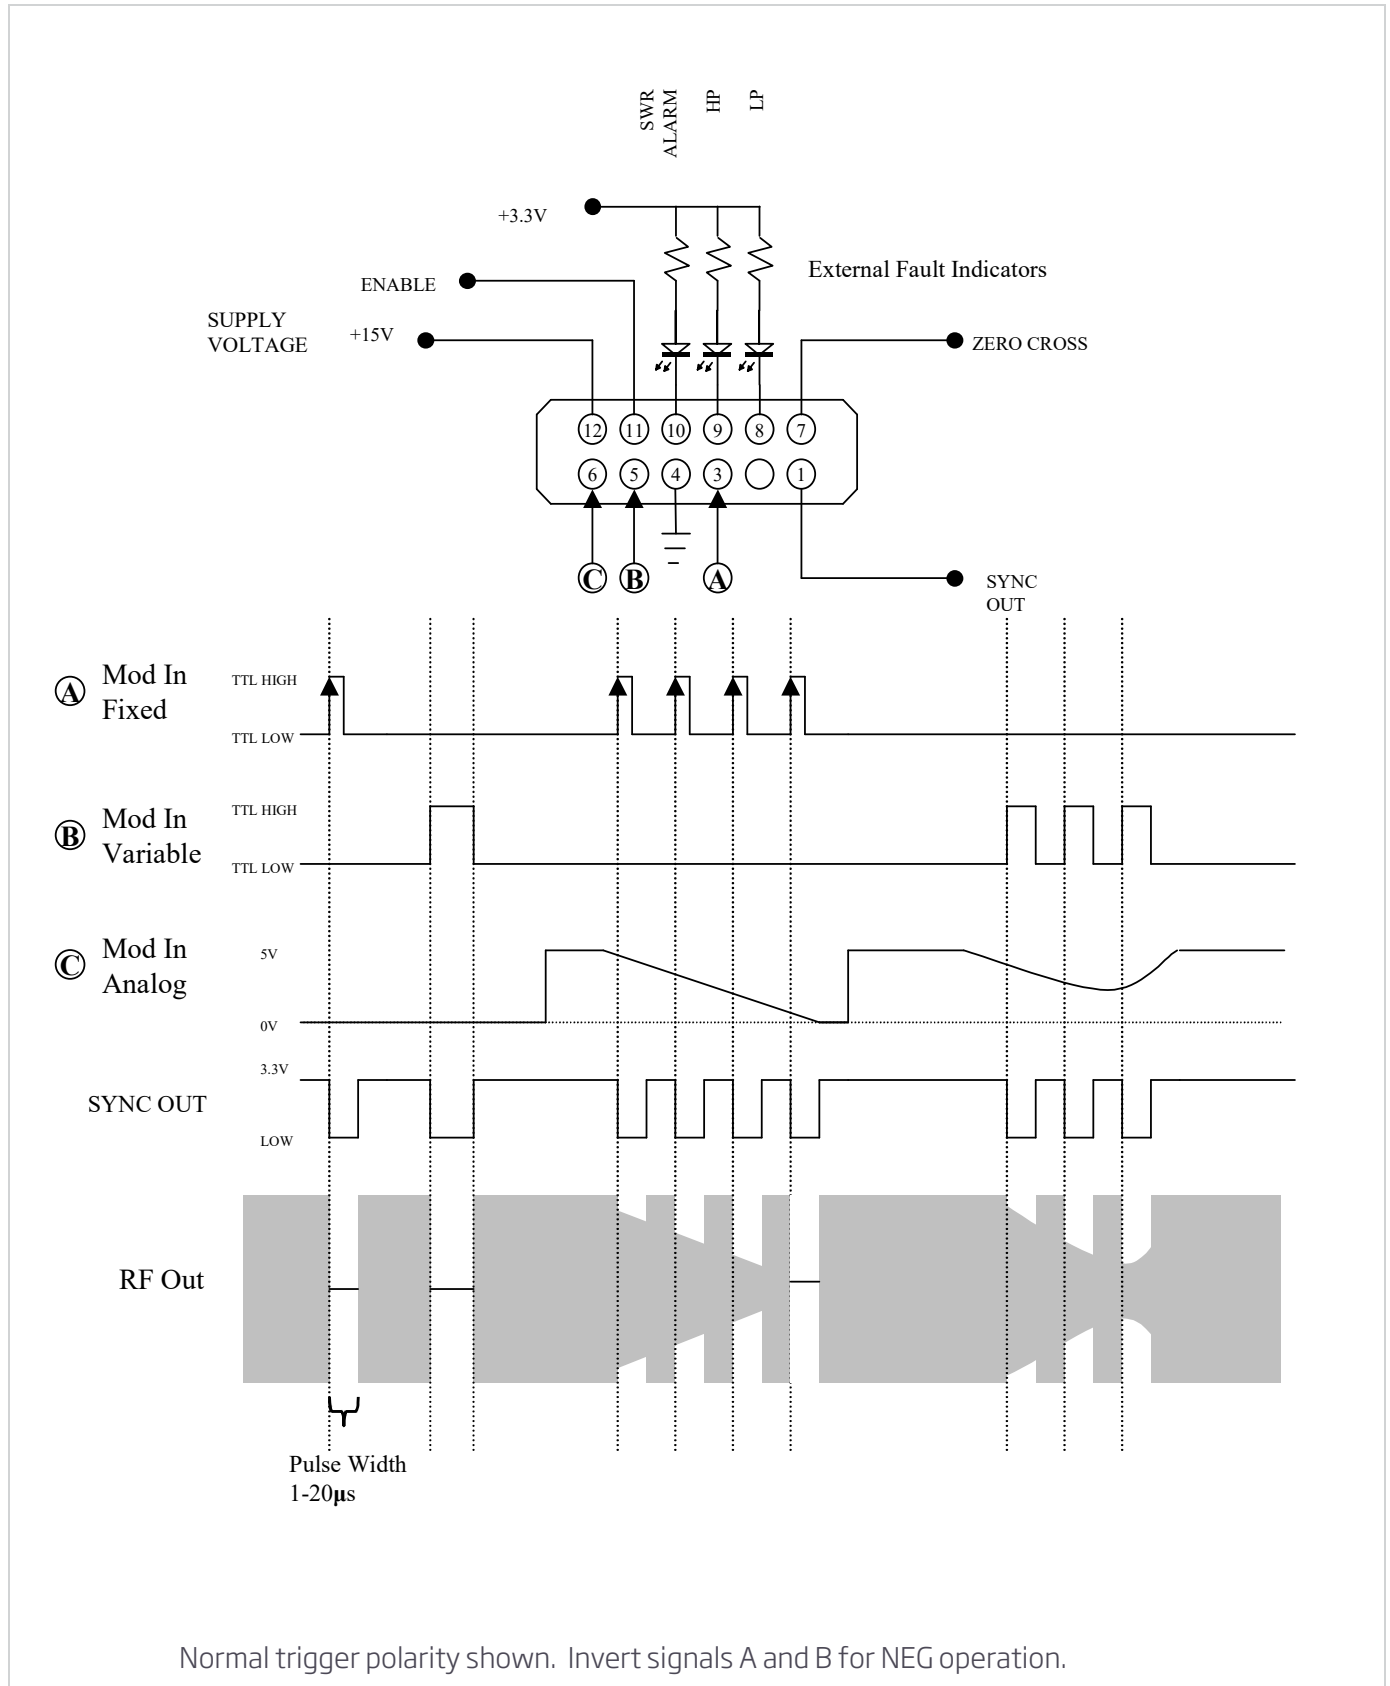 SWR
ALARM
HP
LP
+3.3V
External Fault Indicators
ENABLE
SUPPLY
VOLTAGE
+15V
ZERO CROSS
12 11 10 9 8 7
6 5 4 3 1
C B A
SYNC
OUT
A Mod In
Fixed
TTL HIGH
TTL LOW
B Mod In
Variable
TTL HIGH
TTL LOW
C Mod In
Analog
5V
0V
3.3V
SYNC OUT
LOW
RF Out
Pulse Width
1-20µs
Normal trigger polarity shown. Invert signals A and B for NEG operation.